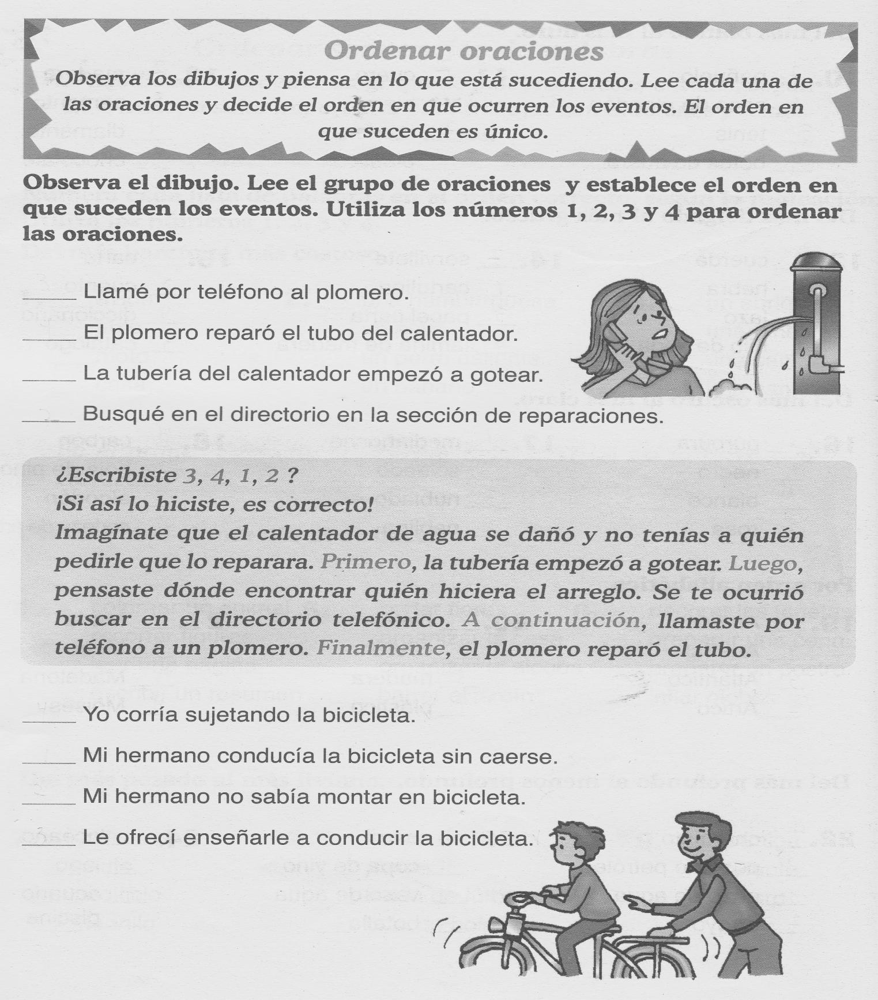 Ordenar oraciones
Observa los dibujos y piensa en lo que está sucediendo. Lee cada una de
las oraciones y decide el orden en que ocurren los eventos. El orden en
que suceden es único.
Observa el dibujo. Lee el grupo de oraciones y establece el orden en
que suceden los eventos. Utiliza los números 1, 2, 3 y 4 para ordenar
las oraciones.
_____ Llamé por teléfono al plomero.
_____ El plomero reparó el tubo del calentador.
_____ La tubería del calentador empezó a gotear.
_____ Busqué en el directorio en la sección de reparaciones.
¿Escribiste 3, 4, 1, 2 ?
¡Si así lo hiciste, es correcto!
Imagínate que el calentador de agua se dañó y no tenías a quién
pedirle que lo reparara. Primero, la tubería empezó a gotear. Luego,
pensaste dónde encontrar quién hiciera el arreglo. Se te ocurrió
buscar en el directorio telefónico. A continuación, llamaste por
teléfono a un plomero. Finalmente, el plomero reparó el tubo.
_____ Yo corría sujetando la bicicleta.
_____ Mi hermano conducía la bicicleta sin caerse.
_____ Mi hermano no sabía montar en bicicleta.
_____ Le ofrecí enseñarle a conducir la bicicleta.